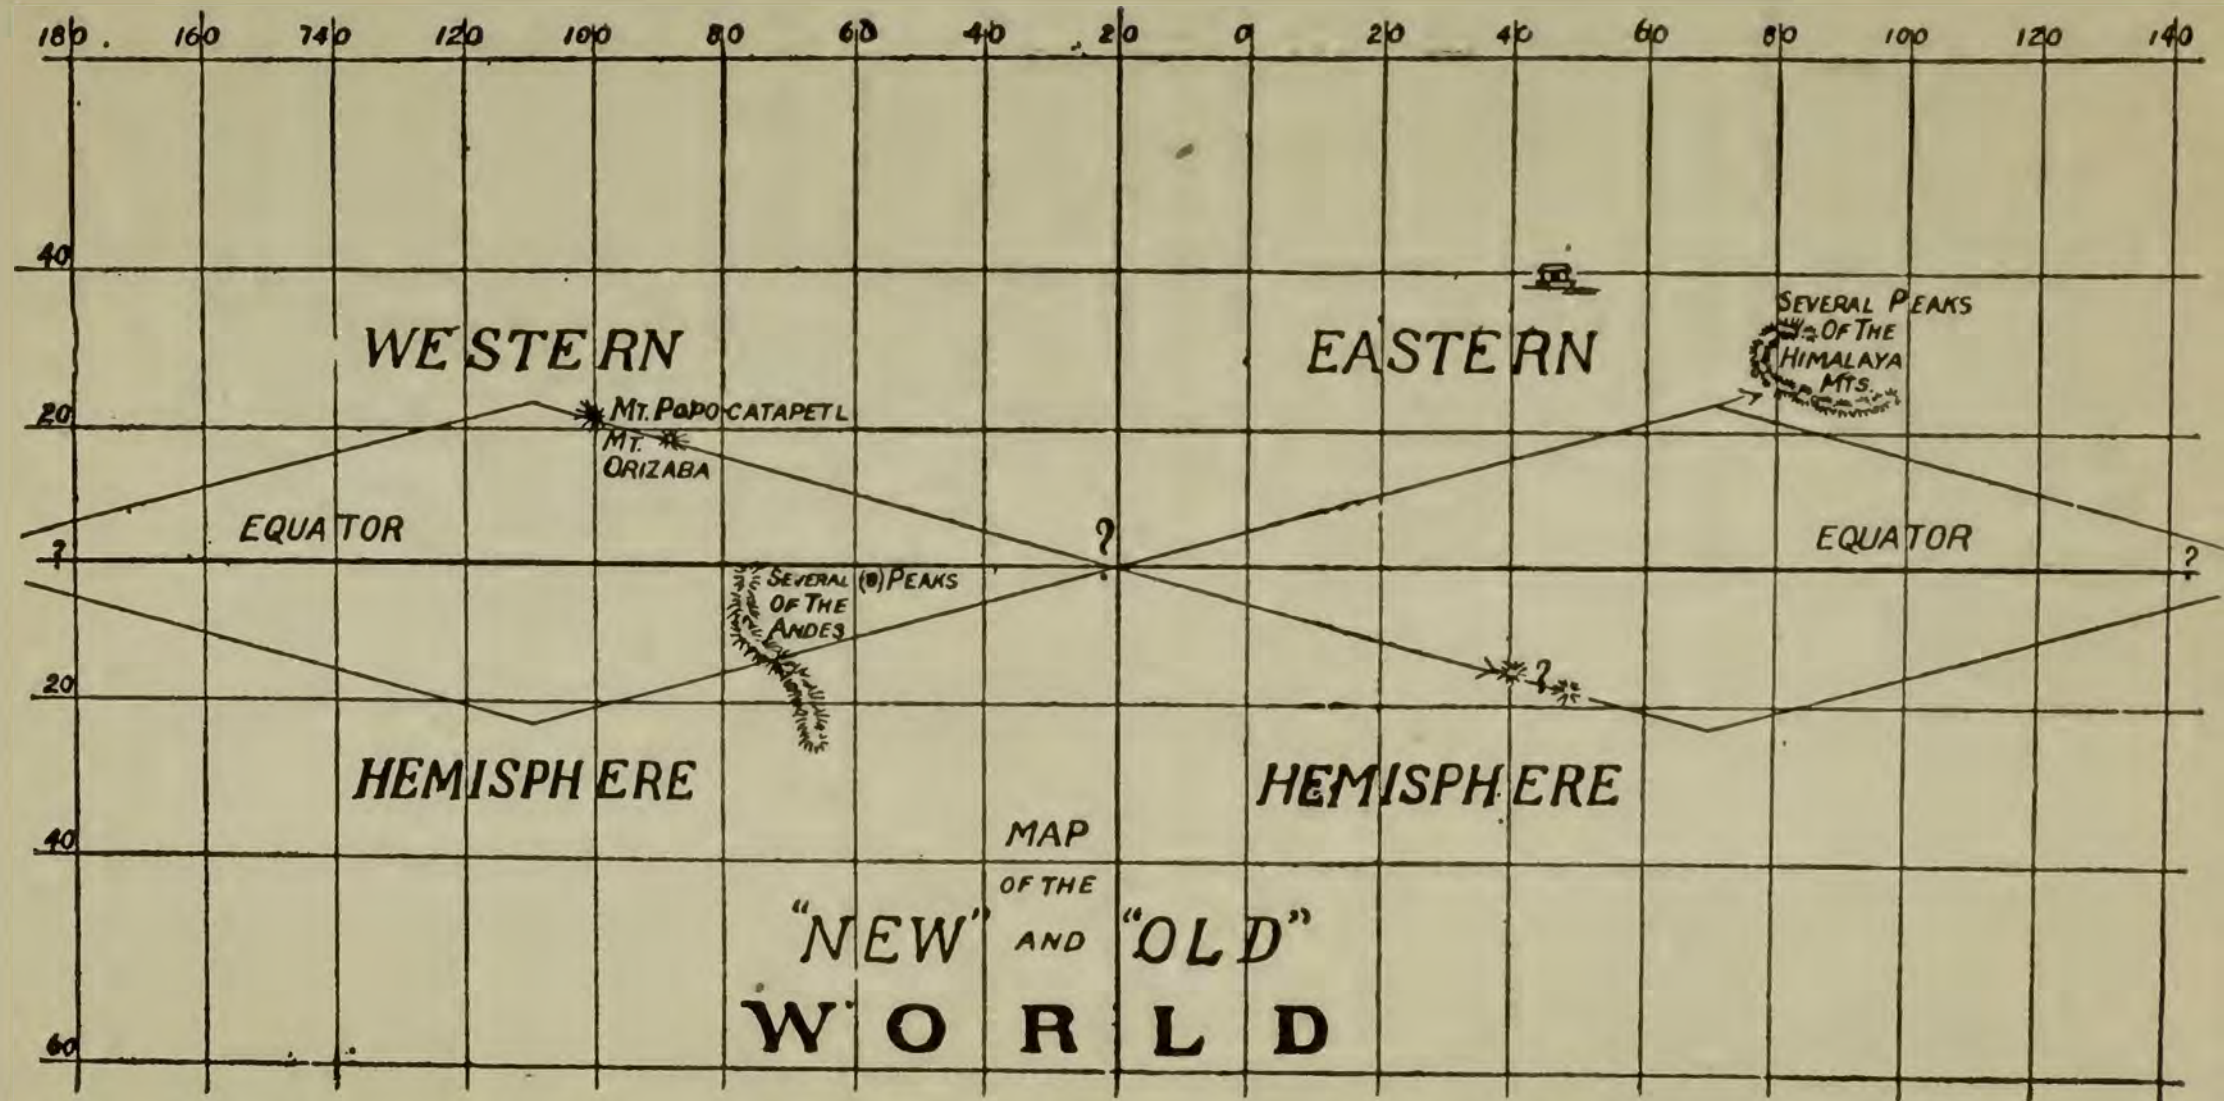 180 160 140 120 100 80 60 40 20 0 20 40 60 80 100 120 140
40
SEVERAL PEAKS
OF THE
HIMALAYA
MTS.
WESTERN EASTERN
20
MT. POPOCATAPETL
MT.
ORIZABA
EQUATOR ? EQUATOR
? ?
SEVERAL (8) PEAKS
OF THE
ANDES
?
20
HEMISPHERE HEMISPHERE
40
MAP
OF THE
"NEW" AND "OLD"
WORLD
60